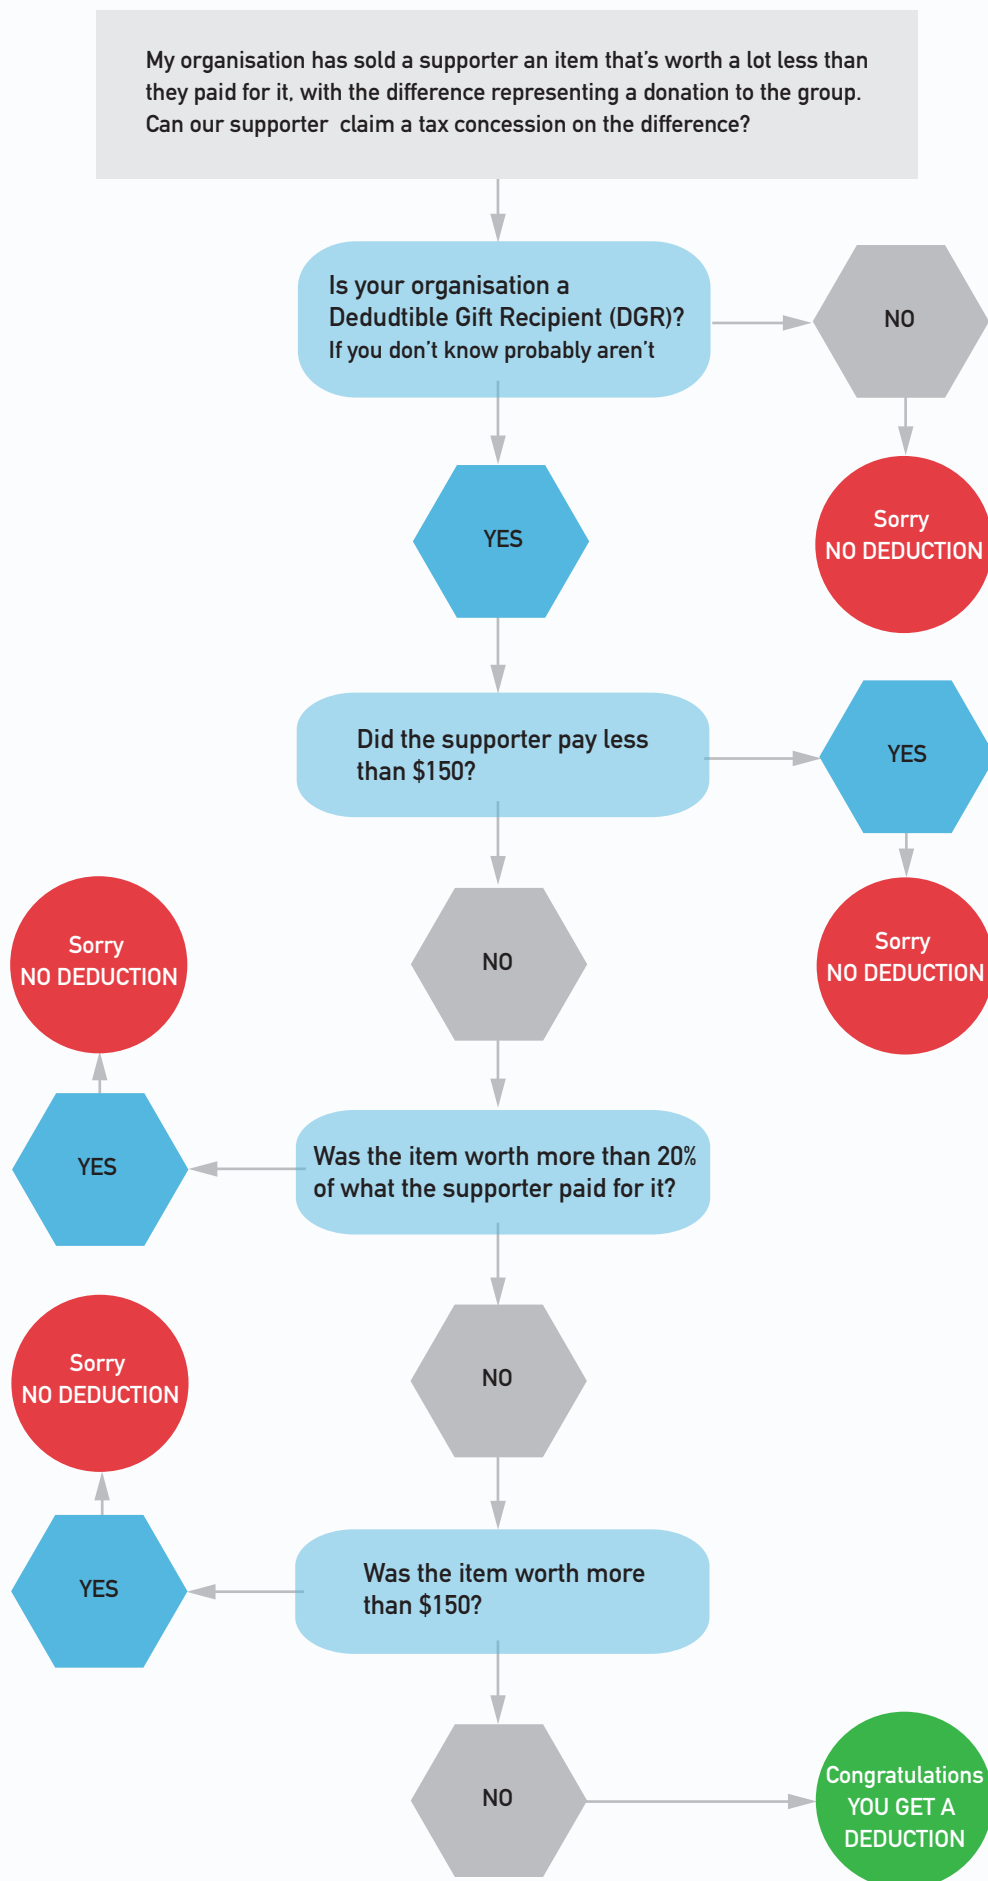 My organisation has sold a supporter an item that's worth a lot less than
they paid for it, with the difference representing a donation to the group.
Can our supporter claim a tax concession on the difference?
Is your organisation a
Dedudtible Gift Recipient (DGR)?
If you don't know probably aren't
NO
Sorry
NO DEDUCTION
YES
Did the supporter pay less
than $150?
YES
Sorry
NO DEDUCTION
NO
Sorry
NO DEDUCTION
YES
Was the item worth more than 20%
of what the supporter paid for it?
NO
Sorry
NO DEDUCTION
YES
Was the item worth more
than $150?
NO
Congratulations
YOU GET A
DEDUCTION